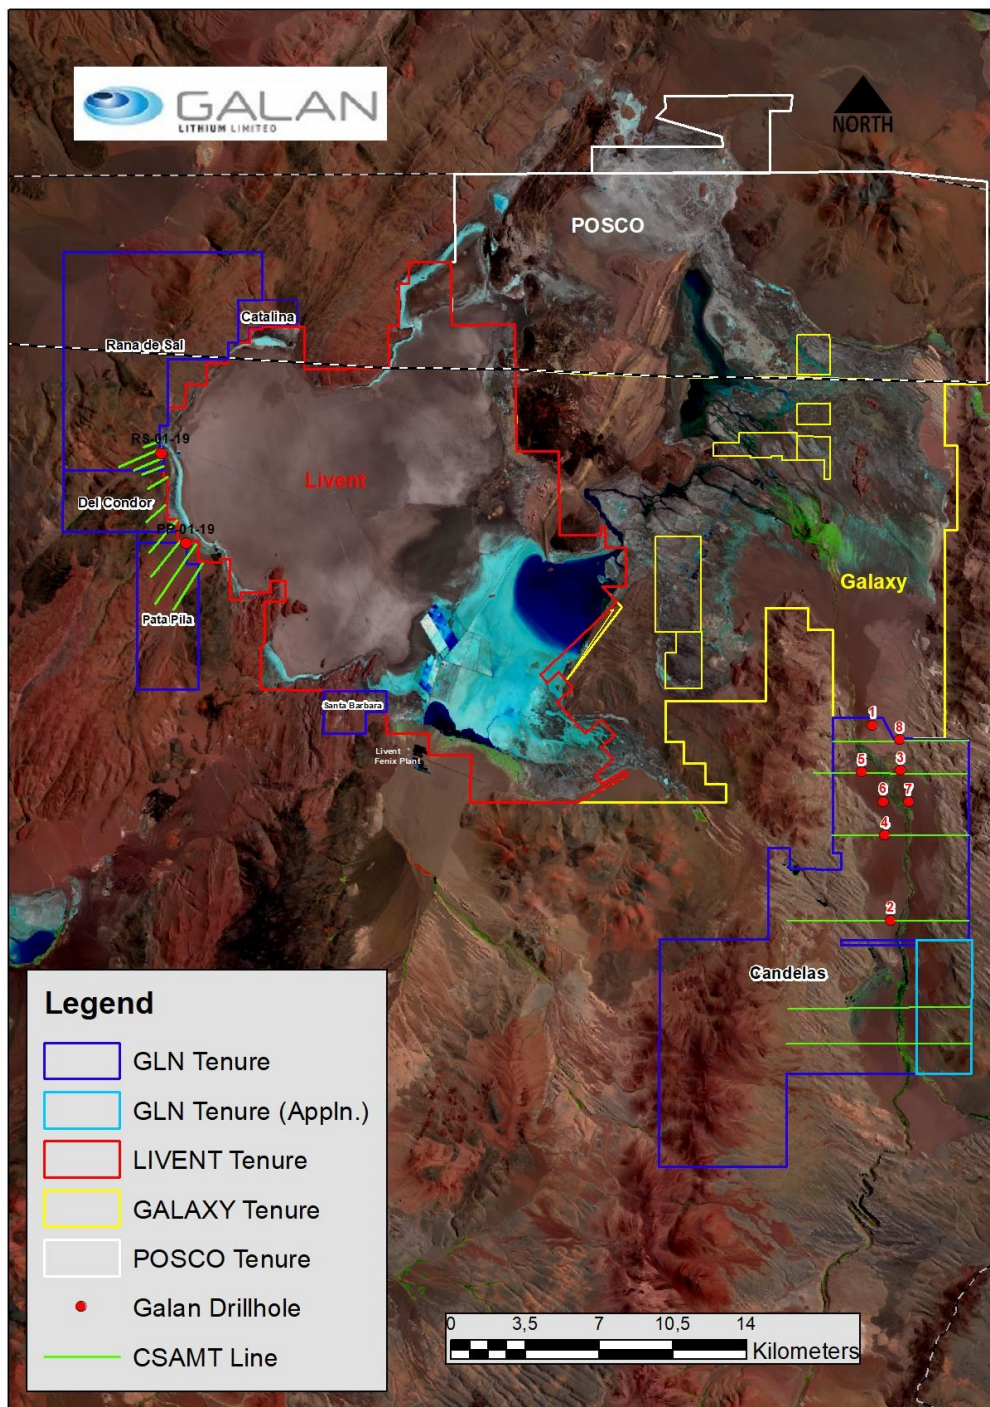 GALAN
LITHIUM LIMITED
NORTH
POSCO
Catalina
Rana de Sal
RS-01-19
Livent
Del Condor
PP-01-19
Galaxy
Pata Pila
Santa Barbara
1
8
Livent
Fenix Plant
5
3
6
7
4
2
Candelas
Legend
GLN Tenure
GLN Tenure (Appln.)
LIVENT Tenure
GALAXY Tenure
POSCO Tenure
Galan Drillhole
CSAMT Line
0 3,5 7 10,5 14
Kilometers